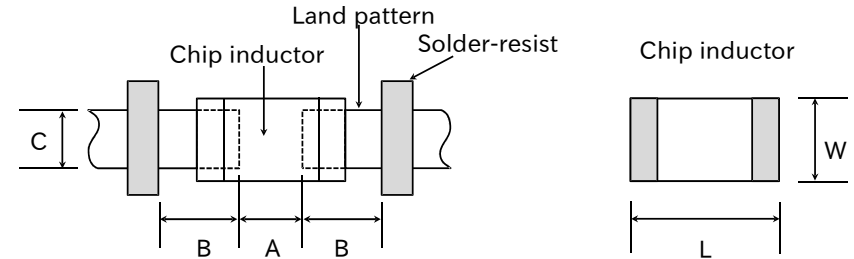 Land pattern
Chip inductor
Solder-resist
Chip inductor
C
W
B
A
B
L